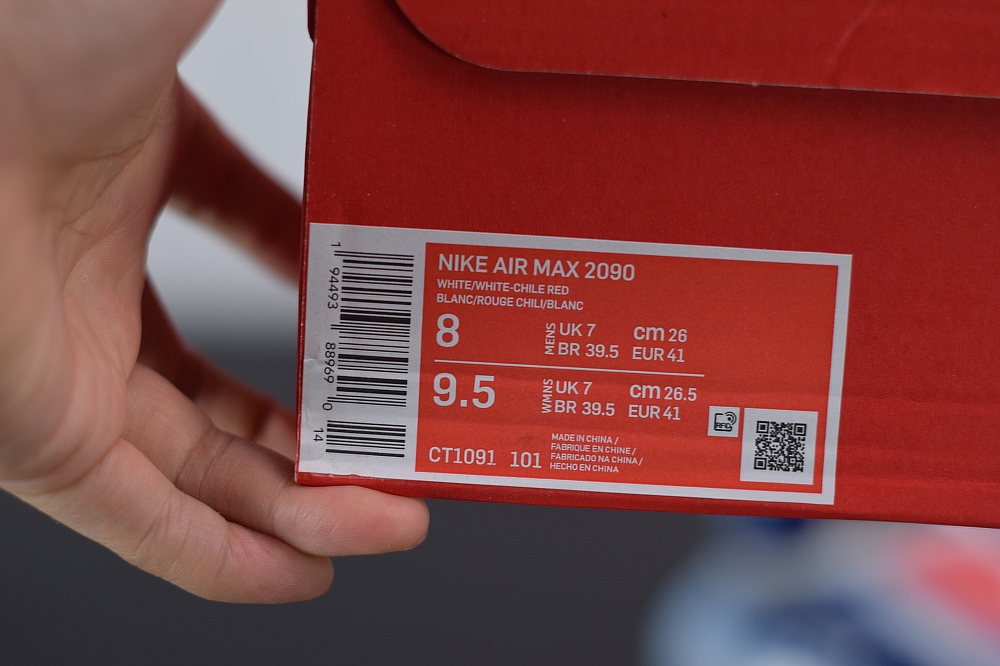 NIKE AIR MAX 2090
WHITE/WHITE-CHILE RED
BLANC/ROUGE CHILI/BLANC
8
MENS
UK 7 cm 26
BR 39.5 EUR 41
9.5
WMNS
UK 7 cm 26.5
BR 39.5 EUR 41
RFID
CT1091 101
MADE IN CHINA /
FABRIQUE EN CHINE /
FABRICADO NA CHINA /
HECHO EN CHINA
1 94493 88969 0 14